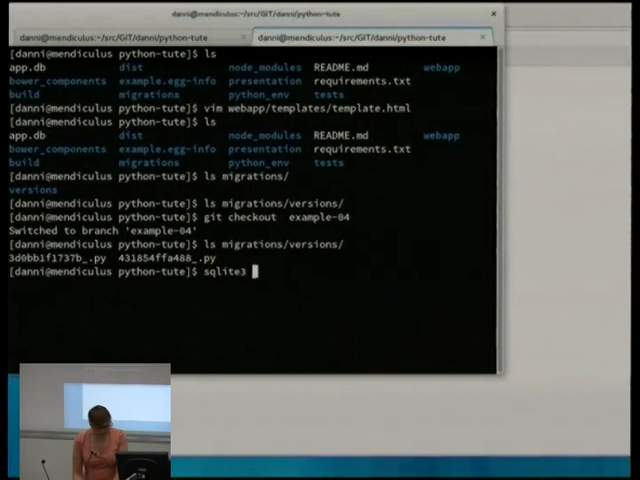 danni@mendiculus:~/src/GIT/danni/python-tute
danni@mendiculus:~/src/GIT/danni/python-tute danni@mendiculus:~/src/GIT/danni/python-tute
[danni@mendiculus python-tute]$ ls
app.db dist node_modules README.md webapp
bower_components example.egg-info presentation requirements.txt
build migrations python_env tests
[danni@mendiculus python-tute]$ vim webapp/templates/template.html
[danni@mendiculus python-tute]$ ls
app.db dist node_modules README.md webapp
bower_components example.egg-info presentation requirements.txt
build migrations python_env tests
[danni@mendiculus python-tute]$ ls migrations/
versions
[danni@mendiculus python-tute]$ ls migrations/versions/
[danni@mendiculus python-tute]$ git checkout example-04
Switched to branch 'example-04'
[danni@mendiculus python-tute]$ ls migrations/versions/
3d0bb1f1737b_.py 431854ffa488_.py
[danni@mendiculus python-tute]$ sqlite3